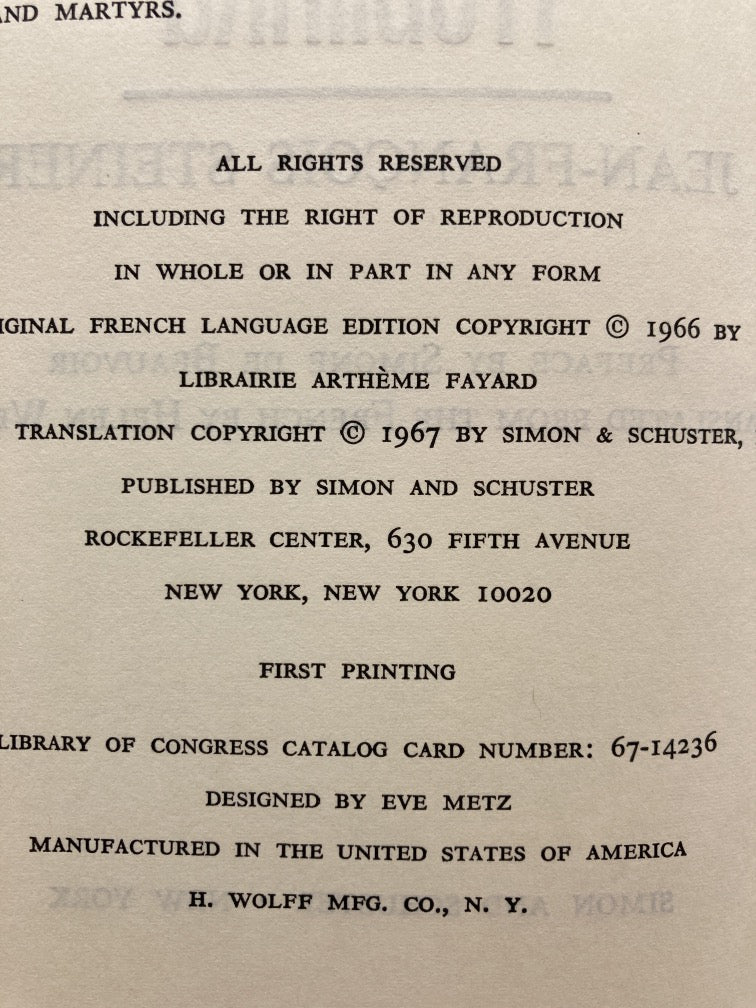 AND MARTYRS.
ALL RIGHTS RESERVED
INCLUDING THE RIGHT OF REPRODUCTION
IN WHOLE OR IN PART IN ANY FORM
IGINAL FRENCH LANGUAGE EDITION COPYRIGHT © 1966 BY
LIBRAIRIE ARTHÈME FAYARD
TRANSLATION COPYRIGHT © 1967 BY SIMON & SCHUSTER,
PUBLISHED BY SIMON AND SCHUSTER
ROCKEFELLER CENTER, 630 FIFTH AVENUE
NEW YORK, NEW YORK 10020
FIRST PRINTING
LIBRARY OF CONGRESS CATALOG CARD NUMBER: 67-14236
DESIGNED BY EVE METZ
MANUFACTURED IN THE UNITED STATES OF AMERICA
H. WOLFF MFG. CO., N. Y.